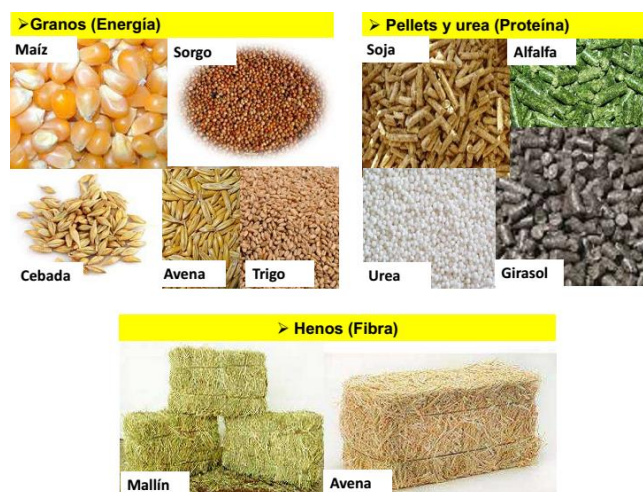 ➢Granos (Energía)
Maíz
Sorgo
Cebada
Avena
Trigo
➢ Pellets y urea (Proteína)
Soja
Alfalfa
Urea
Girasol
➢ Henos (Fibra)
Mallín
Avena